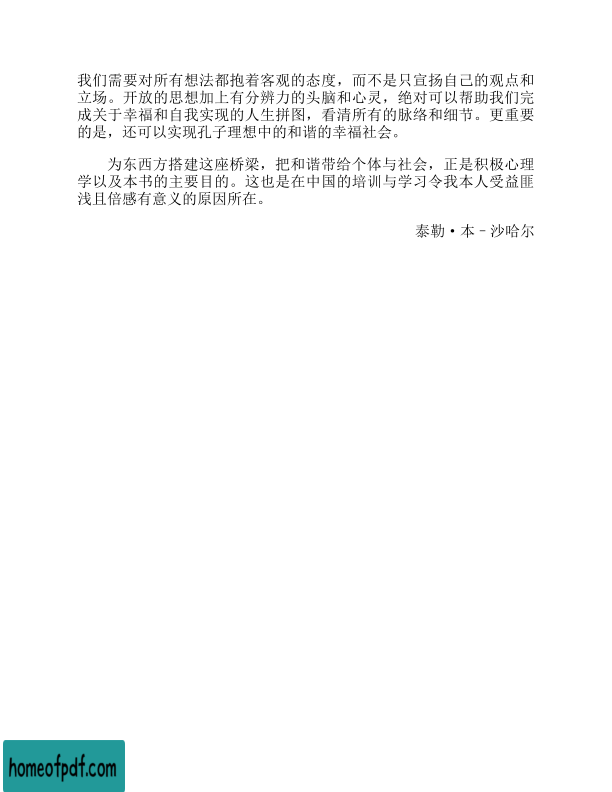 我们需要对所有想法都抱着客观的态度，而不是只宣扬自己的观点和
立场。开放的思想加上有分辨力的头脑和心灵，绝对可以帮助我们完
成关于幸福和自我实现的人生拼图，看清所有的脉络和细节。更重要
的是，还可以实现孔子理想中的和谐的幸福社会。
为东西方搭建这座桥梁，把和谐带给个体与社会，正是积极心理
学以及本书的主要目的。这也是在中国的培训与学习令我本人受益匪
浅且倍感有意义的原因所在。
泰勒·本–沙哈尔
homeofpdf.com